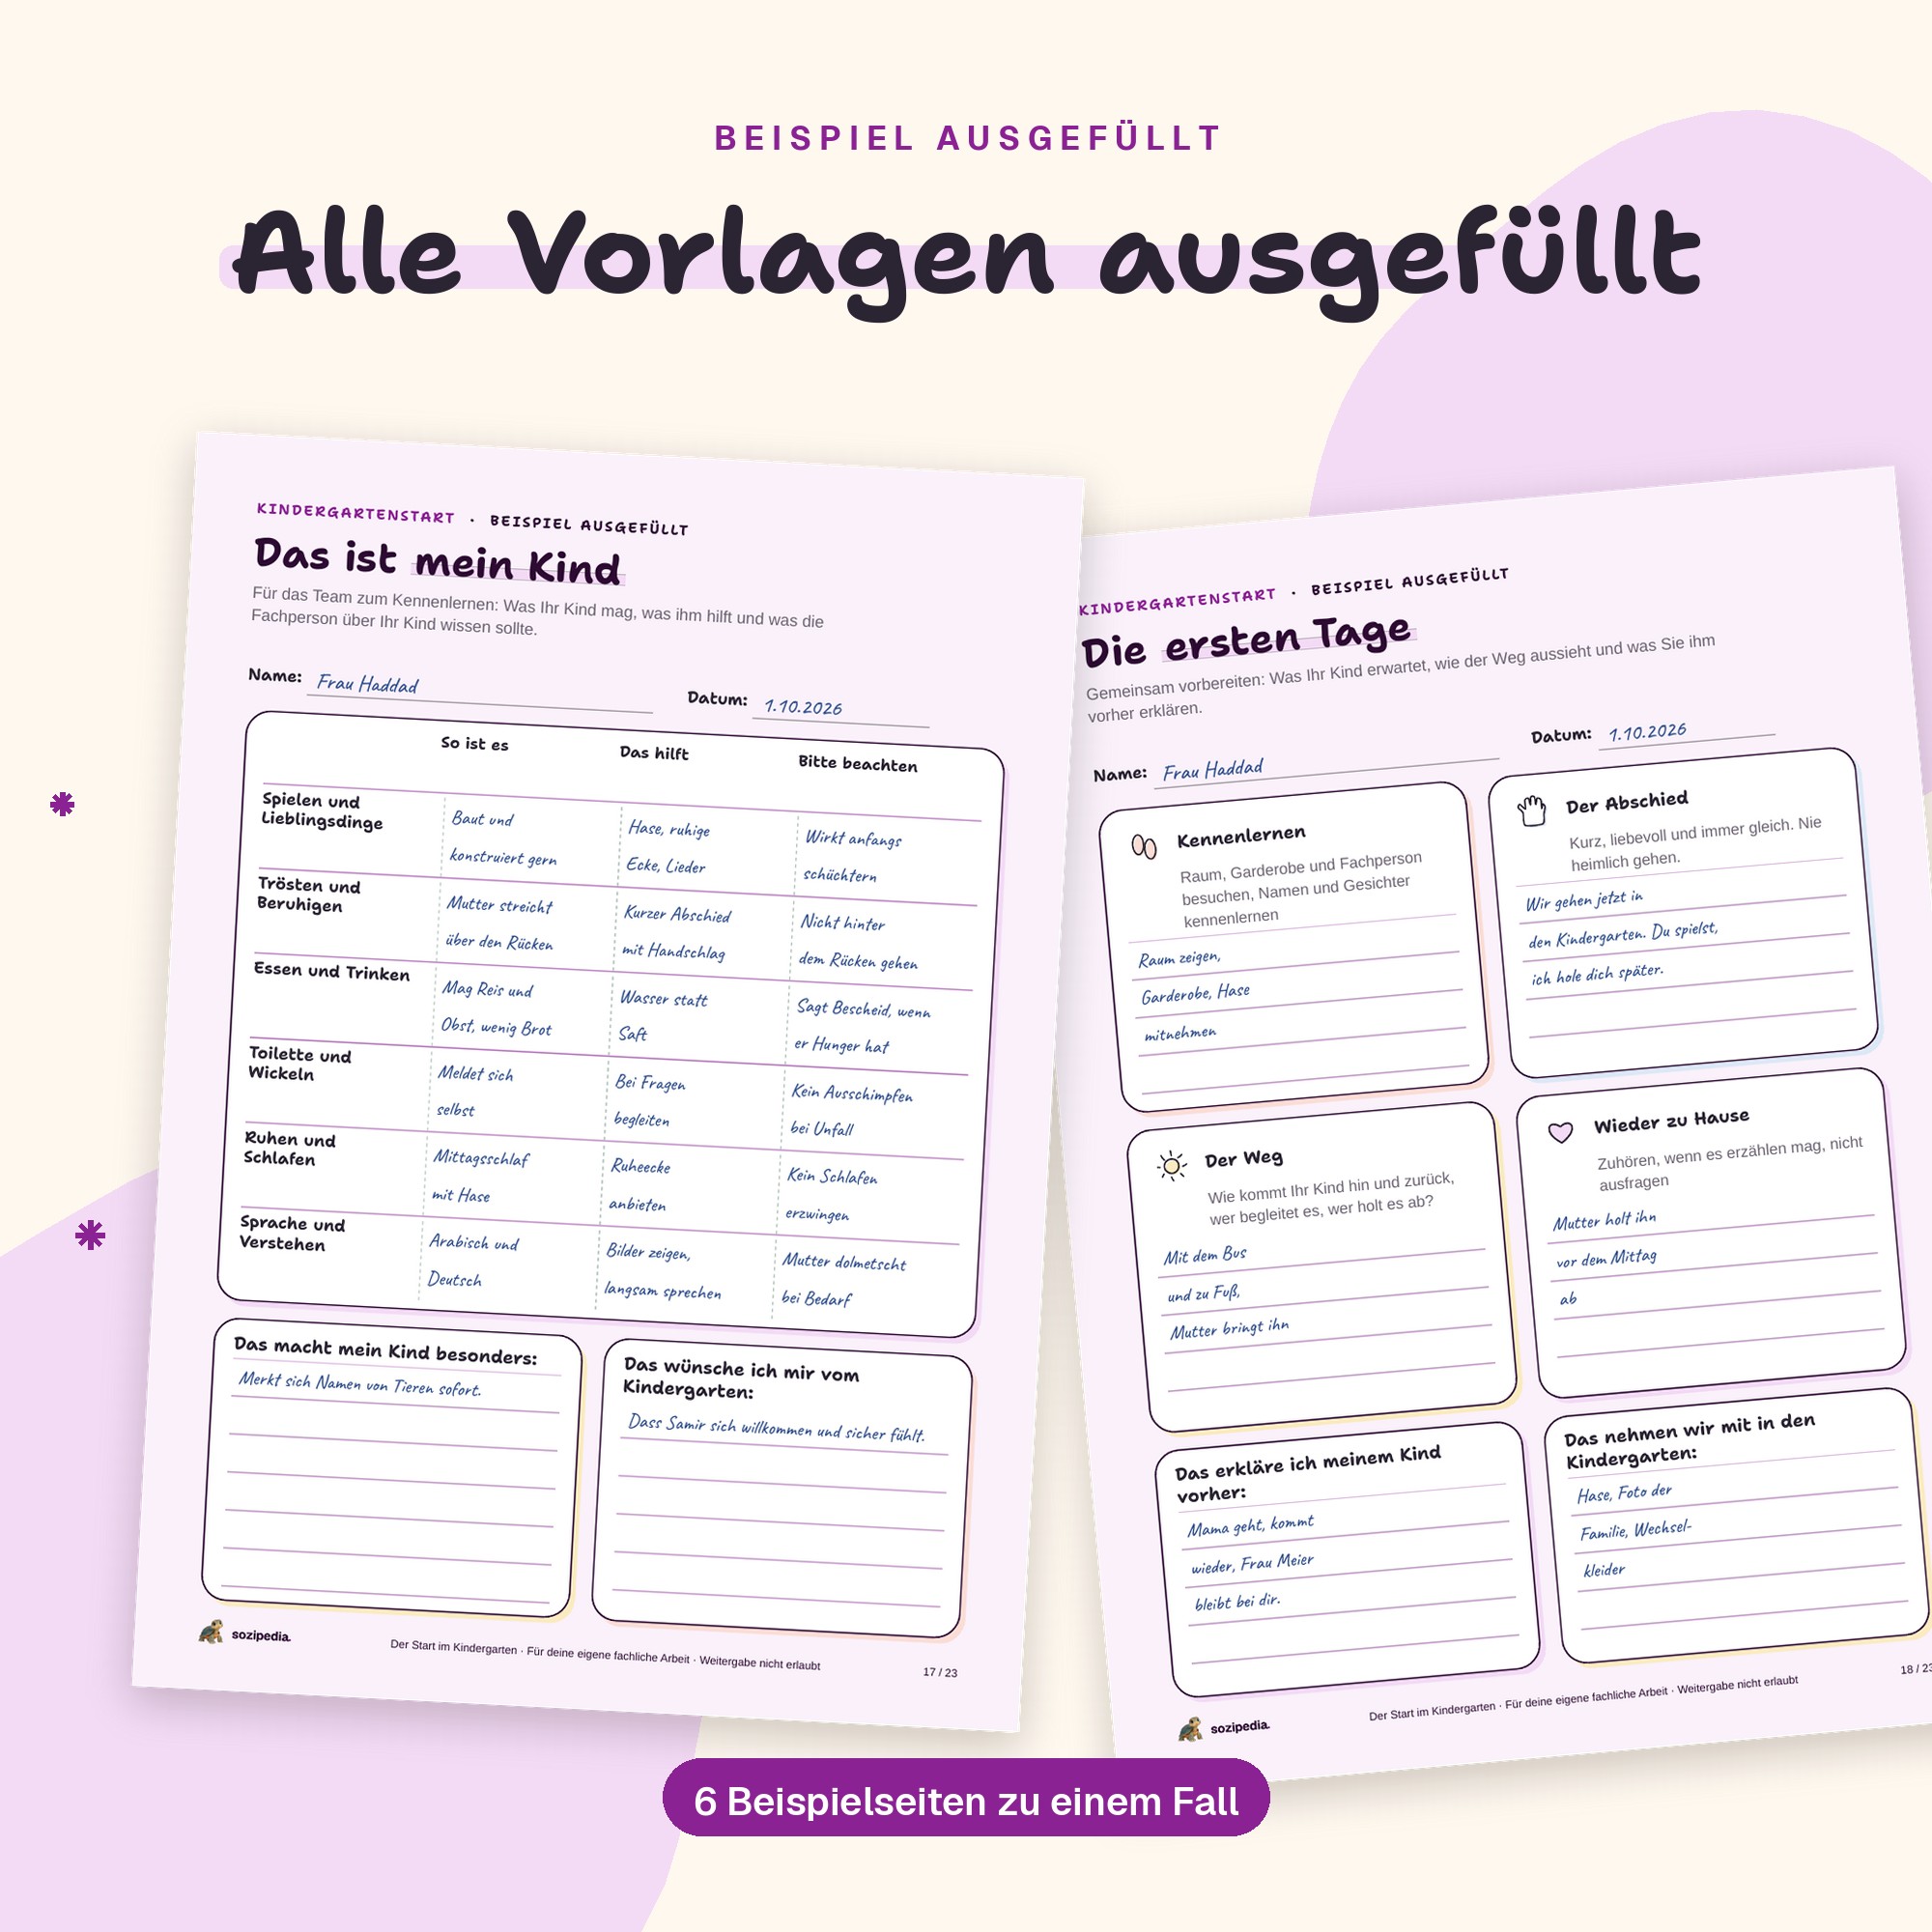 BEISPIEL AUSGEFÜLLT
Alle Vorlagen ausgefüllt
KINDERGARTENSTART · BEISPIEL AUSGEFÜLLT
Das ist mein Kind
Für das Team zum Kennenlernen: Was Ihr Kind mag, was ihm hilft und was die
Fachperson über Ihr Kind wissen sollte.
Name: Frau Haddad Datum: 1.10.2026
So ist es Das hilft Bitte beachten
Spielen und
Lieblingsdinge
Baut und
konstruiert gern
Hase, ruhige
Ecke, Lieder
Wirkt anfangs
schüchtern
Trösten und
Beruhigen
Mutter streicht
über den Rücken
Kurzer Abschied
mit Handschlag
Nicht hinter
dem Rücken gehen
Essen und Trinken
Mag Reis und
Obst, wenig Brot
Wasser statt
Saft
Sagt Bescheid, wenn
er Hunger hat
Toilette und
Wickeln
Meldet sich
selbst
Bei Fragen
begleiten
Kein Ausschimpfen
bei Unfall
Ruhen und
Schlafen
Mittagsschlaf
mit Hase
Ruheecke
anbieten
Kein Schlafen
erzwingen
Sprache und
Verstehen
Arabisch und
Deutsch
Bilder zeigen,
langsam sprechen
Mutter dolmetscht
bei Bedarf
Das macht mein Kind besonders:
Merkt sich Namen von Tieren sofort.
Das wünsche ich mir vom
Kindergarten:
Dass Samir sich willkommen und sicher fühlt.
sozipedia.
Der Start im Kindergarten · Für deine eigene fachliche Arbeit · Weitergabe nicht erlaubt
17 / 23
KINDERGARTENSTART · BEISPIEL AUSGEFÜLLT
Die ersten Tage
Gemeinsam vorbereiten: Was Ihr Kind erwartet, wie der Weg aussieht und was Sie ihm
vorher erklären.
Name: Frau Haddad Datum: 1.10.2026
Kennenlernen
Raum, Garderobe und Fachperson
besuchen, Namen und Gesichter
kennenlernen
Raum zeigen,
Garderobe, Hase
mitnehmen
Der Abschied
Kurz, liebevoll und immer gleich. Nie
heimlich gehen.
Wir gehen jetzt in
den Kindergarten. Du spielst,
ich hole dich später.
Der Weg
Wie kommt Ihr Kind hin und zurück,
wer begleitet es, wer holt es ab?
Mit dem Bus
und zu Fuß,
Mutter bringt ihn
Wieder zu Hause
Zuhören, wenn es erzählen mag, nicht
ausfragen
Mutter holt ihn
vor dem Mittag
ab
Das erkläre ich meinem Kind
vorher:
Mama geht, kommt
wieder, Frau Meier
bleibt bei dir.
Das nehmen wir mit in den
Kindergarten:
Hase, Foto der
Familie, Wechsel-
kleider
sozipedia.
Der Start im Kindergarten · Für deine eigene fachliche Arbeit · Weitergabe nicht erlaubt
18 / 23
6 Beispielseiten zu einem Fall